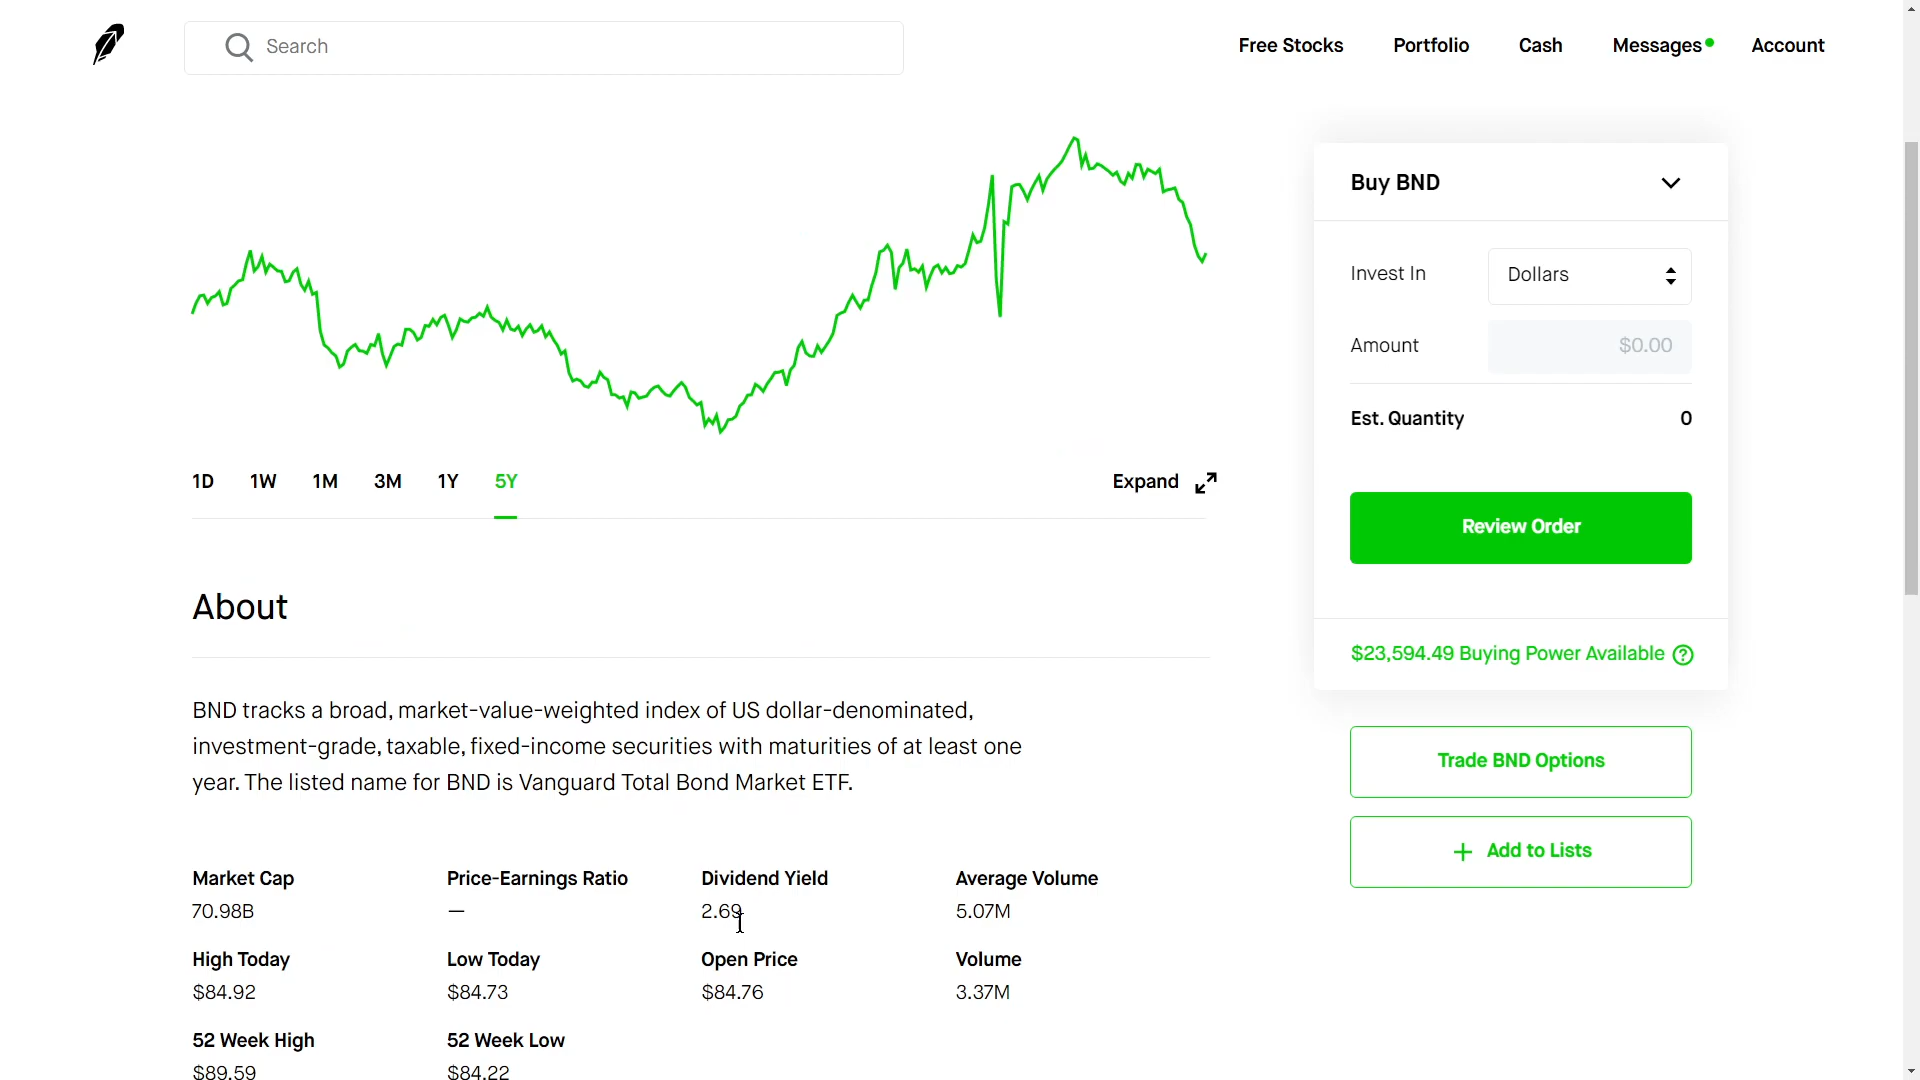 Search
Free Stocks Portfolio Cash Messages Account
Buy BND
Invest In Dollars
Amount $0.00
Est. Quantity 0
Review Order
$23,594.49 Buying Power Available ?
Trade BND Options
+ Add to Lists
1D 1W 1M 3M 1Y 5Y Expand
About
BND tracks a broad, market-value-weighted index of US dollar-denominated,
investment-grade, taxable, fixed-income securities with maturities of at least one
year. The listed name for BND is Vanguard Total Bond Market ETF.
Market Cap Price-Earnings Ratio Dividend Yield Average Volume
70.98B — 2.69 5.07M
High Today Low Today Open Price Volume
$84.92 $84.73 $84.76 3.37M
52 Week High 52 Week Low
$89.59 $84.22